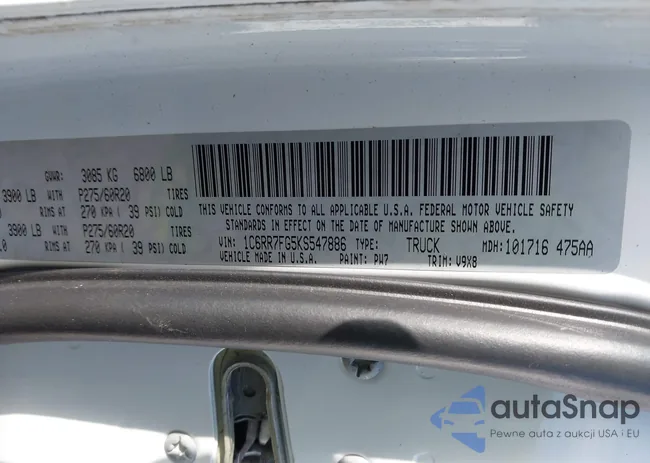 GVWR: 3085 KG 6800 LB
3900 LB WITH P275/60R20 TIRES
RIMS AT 270 KPA ( 39 PSI) COLD
3900 LB WITH P275/60R20 TIRES
RIMS AT 270 KPA ( 39 PSI) COLD
THIS VEHICLE CONFORMS TO ALL APPLICABLE U.S.A. FEDERAL MOTOR VEHICLE SAFETY
STANDARDS IN EFFECT ON THE DATE OF MANUFACTURE SHOWN ABOVE.
VIN: 1C6RR7FG5KS547886 TYPE: TRUCK MDH: 101716 475AA
VEHICLE MADE IN U.S.A. PAINT: PW7 TRIM: V9X8
autaSnap
Pewne auta z aukcji USA i EU